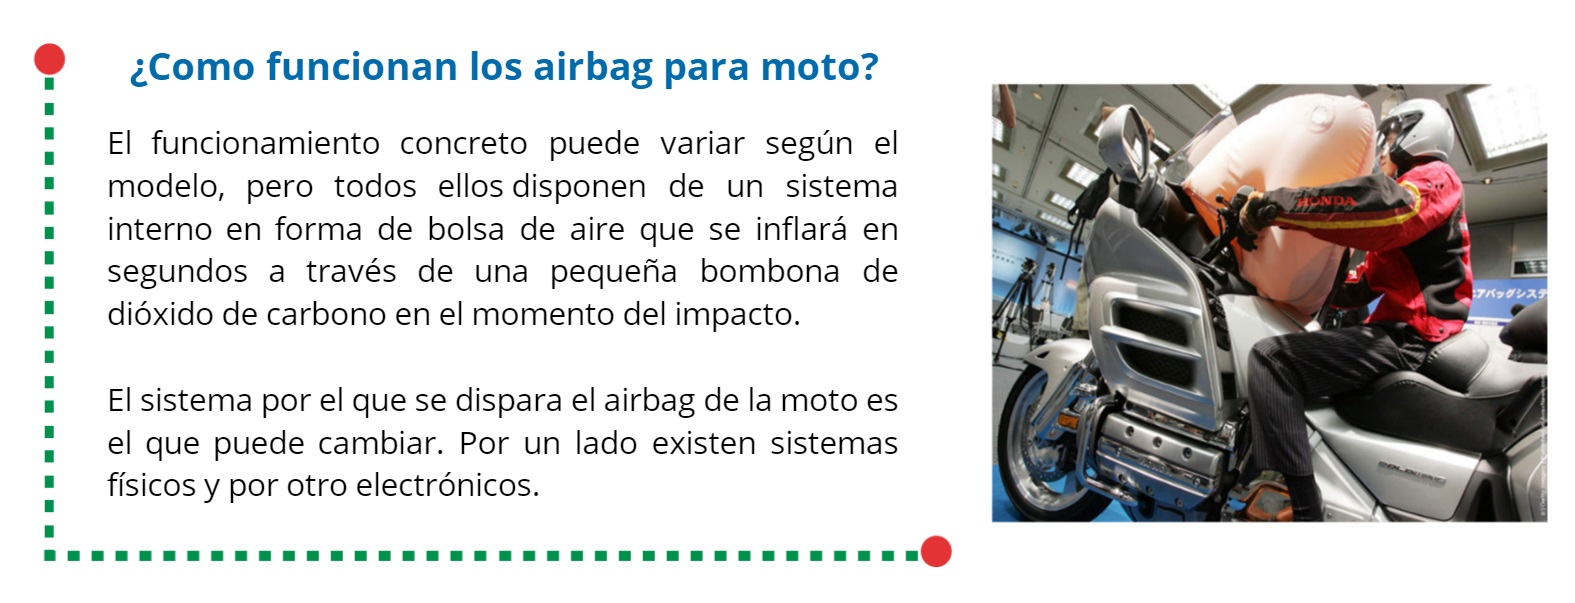 ¿Como funcionan los airbag para moto?
El funcionamiento concreto puede variar según el
modelo, pero todos ellos disponen de un sistema
interno en forma de bolsa de aire que se inflará en
segundos a través de una pequeña bombona de
dióxido de carbono en el momento del impacto.
El sistema por el que se dispara el airbag de la moto es
el que puede cambiar. Por un lado existen sistemas
físicos y por otro electrónicos.
HONDA
エアバッグシステ
GOLDWING